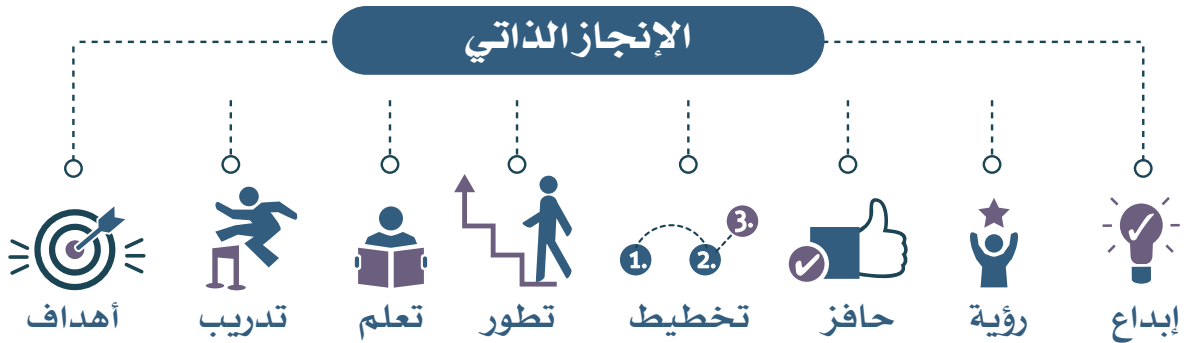 الإنجاز الذاتي
1. 2. 3.
إبداع
رؤية
حافز
تخطيط
تطور
تعلم
تدريب
أهداف